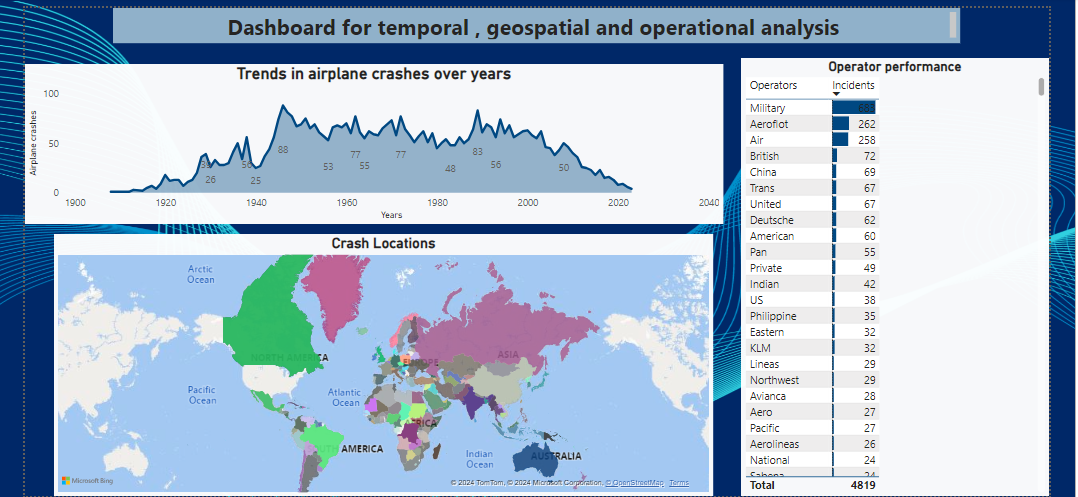 Dashboard for temporal , geospatial and operational analysis
Trends in airplane crashes over years
Airplane crashes
100
50
0
88
53
77
55
77
48
83
56
50
26
25
1900
1920
1940
1960
1980
2000
2020
2040
Years
Crash Locations
Arctic
Ocean
NORTH AMERICA
EUROPE
ASIA
Pacific
Ocean
Atlantic
Ocean
AFRICA
SOUTH AMERICA
Indian
Ocean
AUSTRALIA
Microsoft Bing
© 2024 TomTom, © 2024 Microsoft Corporation, © OpenStreetMap Terms
Operator performance
Operators Incidents
Military
Aeroflot 262
Air 258
British 72
China 69
Trans 67
United 67
Deutsche 62
American 60
Pan 55
Private 49
Indian 42
US 38
Philippine 35
Eastern 32
KLM 32
Lineas 29
Northwest 29
Avianca 28
Aero 27
Pacific 27
Aerolineas 26
National 24
Sabena 24
Total 4819